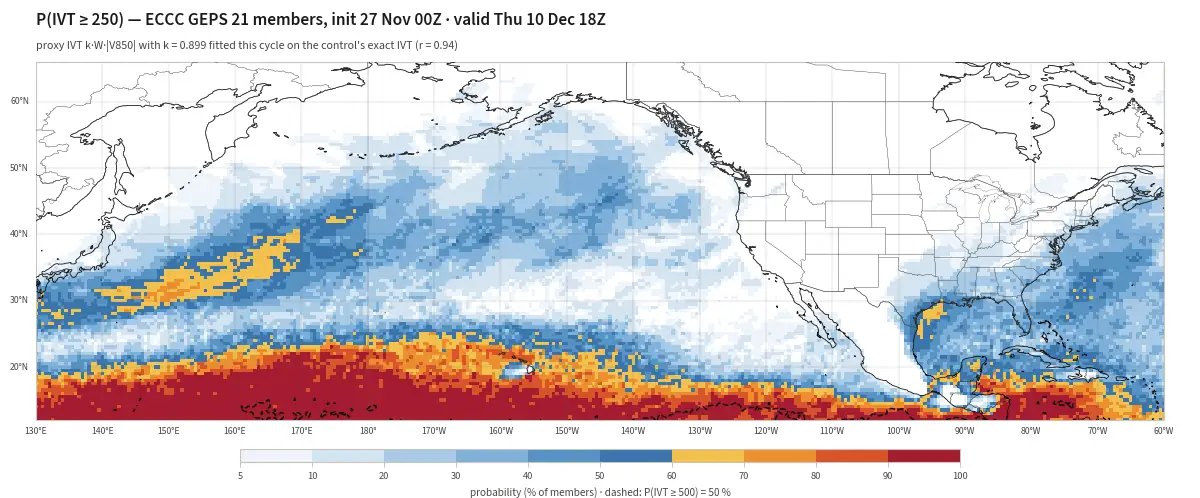 P(IVT ≥ 250) — ECCC GEPS 21 members, init 27 Nov 00Z · valid Thu 10 Dec 18Z
proxy IVT k·W·|V850| with k = 0.899 fitted this cycle on the control's exact IVT (r = 0.94)
60°N
50°N
40°N
30°N
20°N
130°E 140°E 150°E 160°E 170°E 180° 170°W 160°W 150°W 140°W 130°W 120°W 110°W 100°W 90°W 80°W 70°W 60°W
5 10 20 30 40 50 60 70 80 90 100
probability (% of members) · dashed: P(IVT ≥ 500) = 50 %